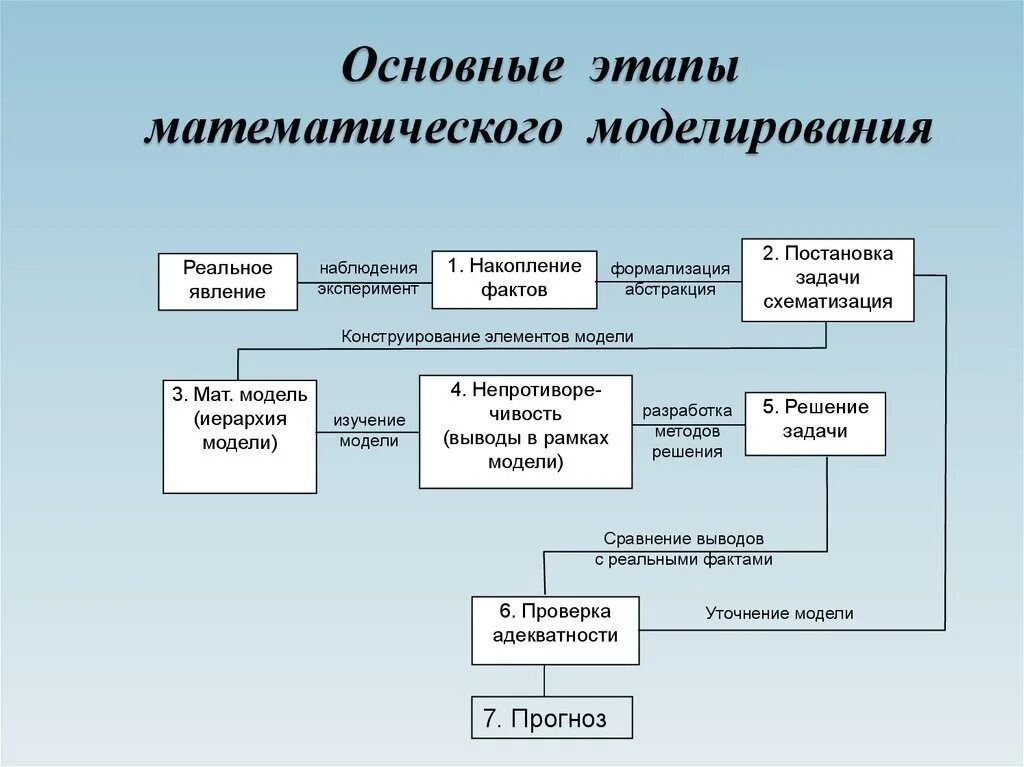 Основные этапы
математического моделирования
Реальное
явление
наблюдения
эксперимент
1. Накопление
фактов
формализация
абстракция
2. Постановка
задачи
схематизация
Конструирование элементов модели
3. Мат. модель
(иерархия
модели)
изучение
модели
4. Непротиворе-
чивость
(выводы в рамках
модели)
разработка
методов
решения
5. Решение
задачи
Сравнение выводов
с реальными фактами
6. Проверка
адекватности
Уточнение модели
7. Прогноз